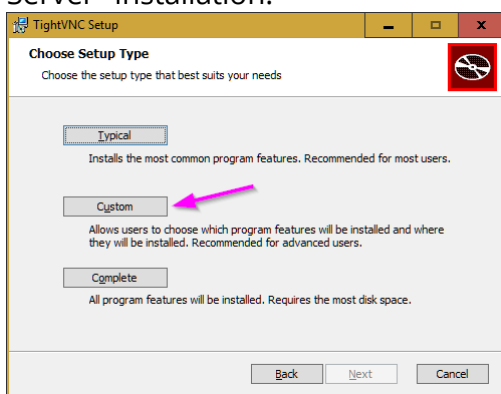 Server" Installation.
TightVNC Setup
Choose Setup Type
Choose the setup type that best suits your needs
Typical
Installs the most common program features. Recommended for most users.
Custom
Allows users to choose which program features will be installed and where
they will be installed. Recommended for advanced users.
Complete
All program features will be installed. Requires the most disk space.
Back Next Cancel